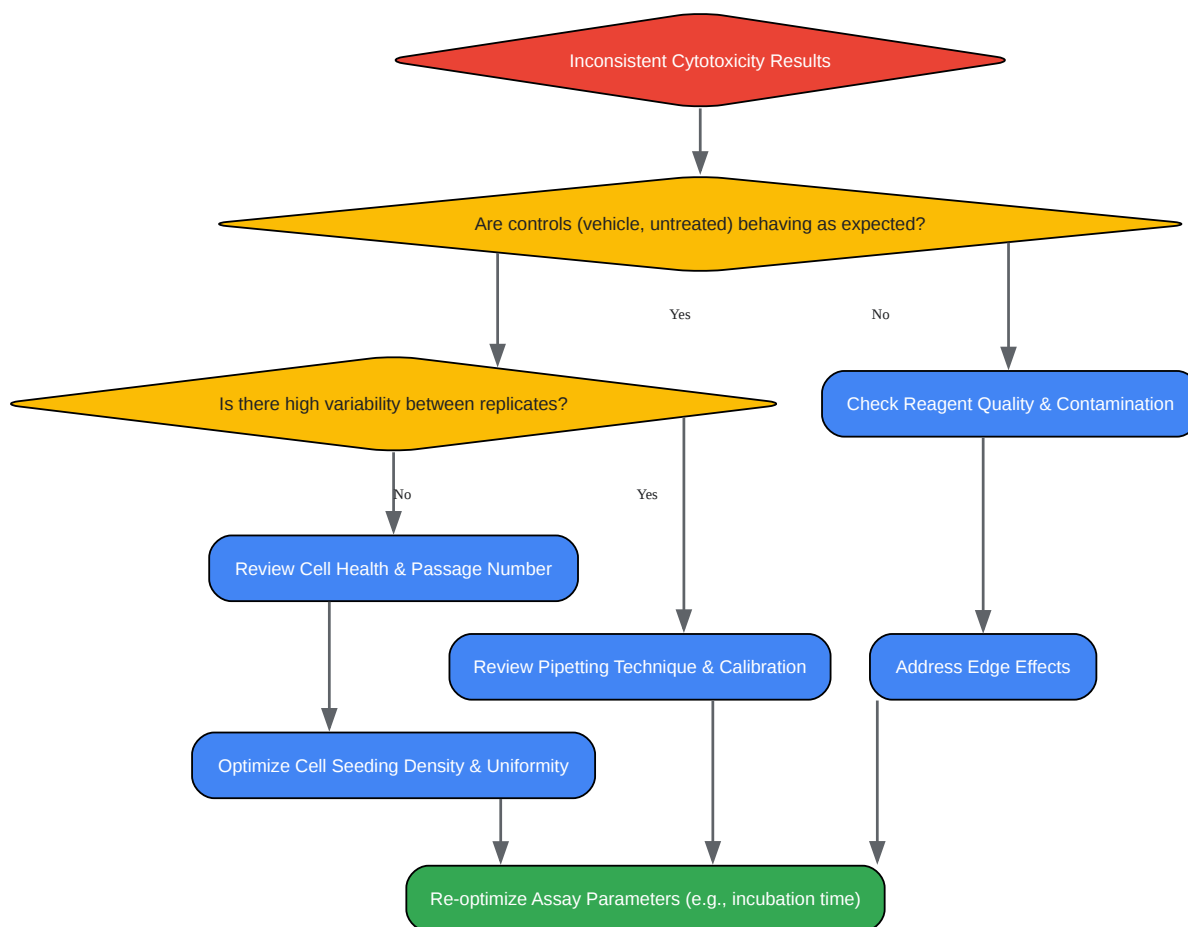 Inconsistent Cytotoxicity Results
Are controls (vehicle, untreated) behaving as expected?
Yes
No
Is there high variability between replicates?
Check Reagent Quality & Contamination
No
Yes
Review Cell Health & Passage Number
Review Pipetting Technique & Calibration
Address Edge Effects
Optimize Cell Seeding Density & Uniformity
Re-optimize Assay Parameters (e.g., incubation time)